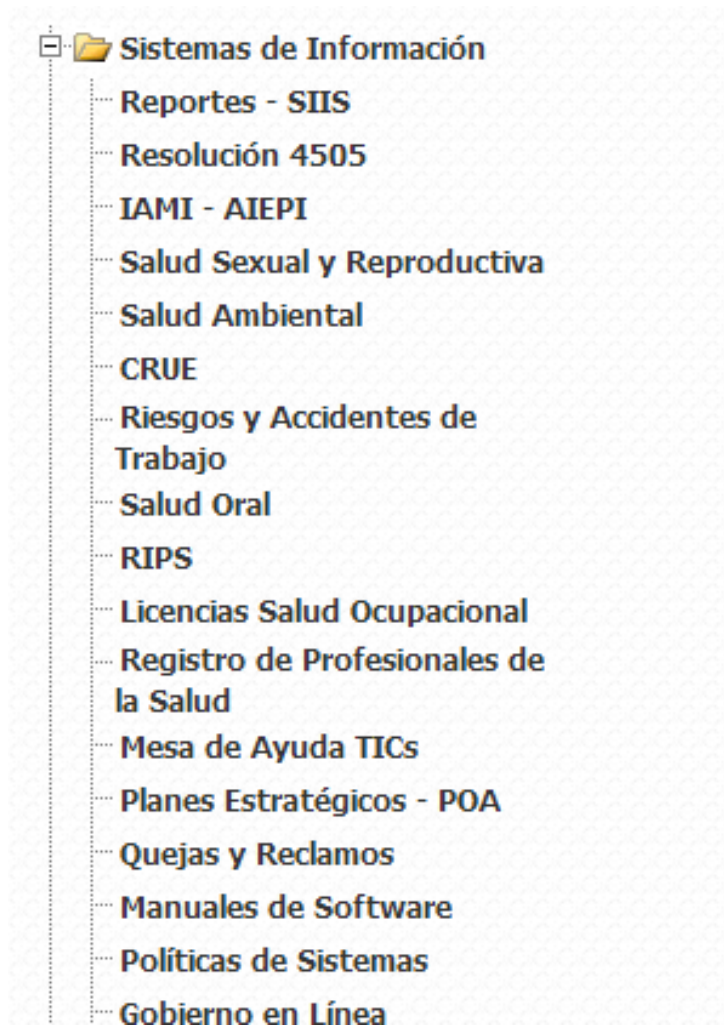 Sistemas de Información
Reportes - SIIS
Resolución 4505
IAMI - AIEPI
Salud Sexual y Reproductiva
Salud Ambiental
CRUE
Riesgos y Accidentes de
Trabajo
Salud Oral
RIPS
Licencias Salud Ocupacional
Registro de Profesionales de
la Salud
Mesa de Ayuda TICs
Planes Estratégicos - POA
Quejas y Reclamos
Manuales de Software
Políticas de Sistemas
Gobierno en Línea